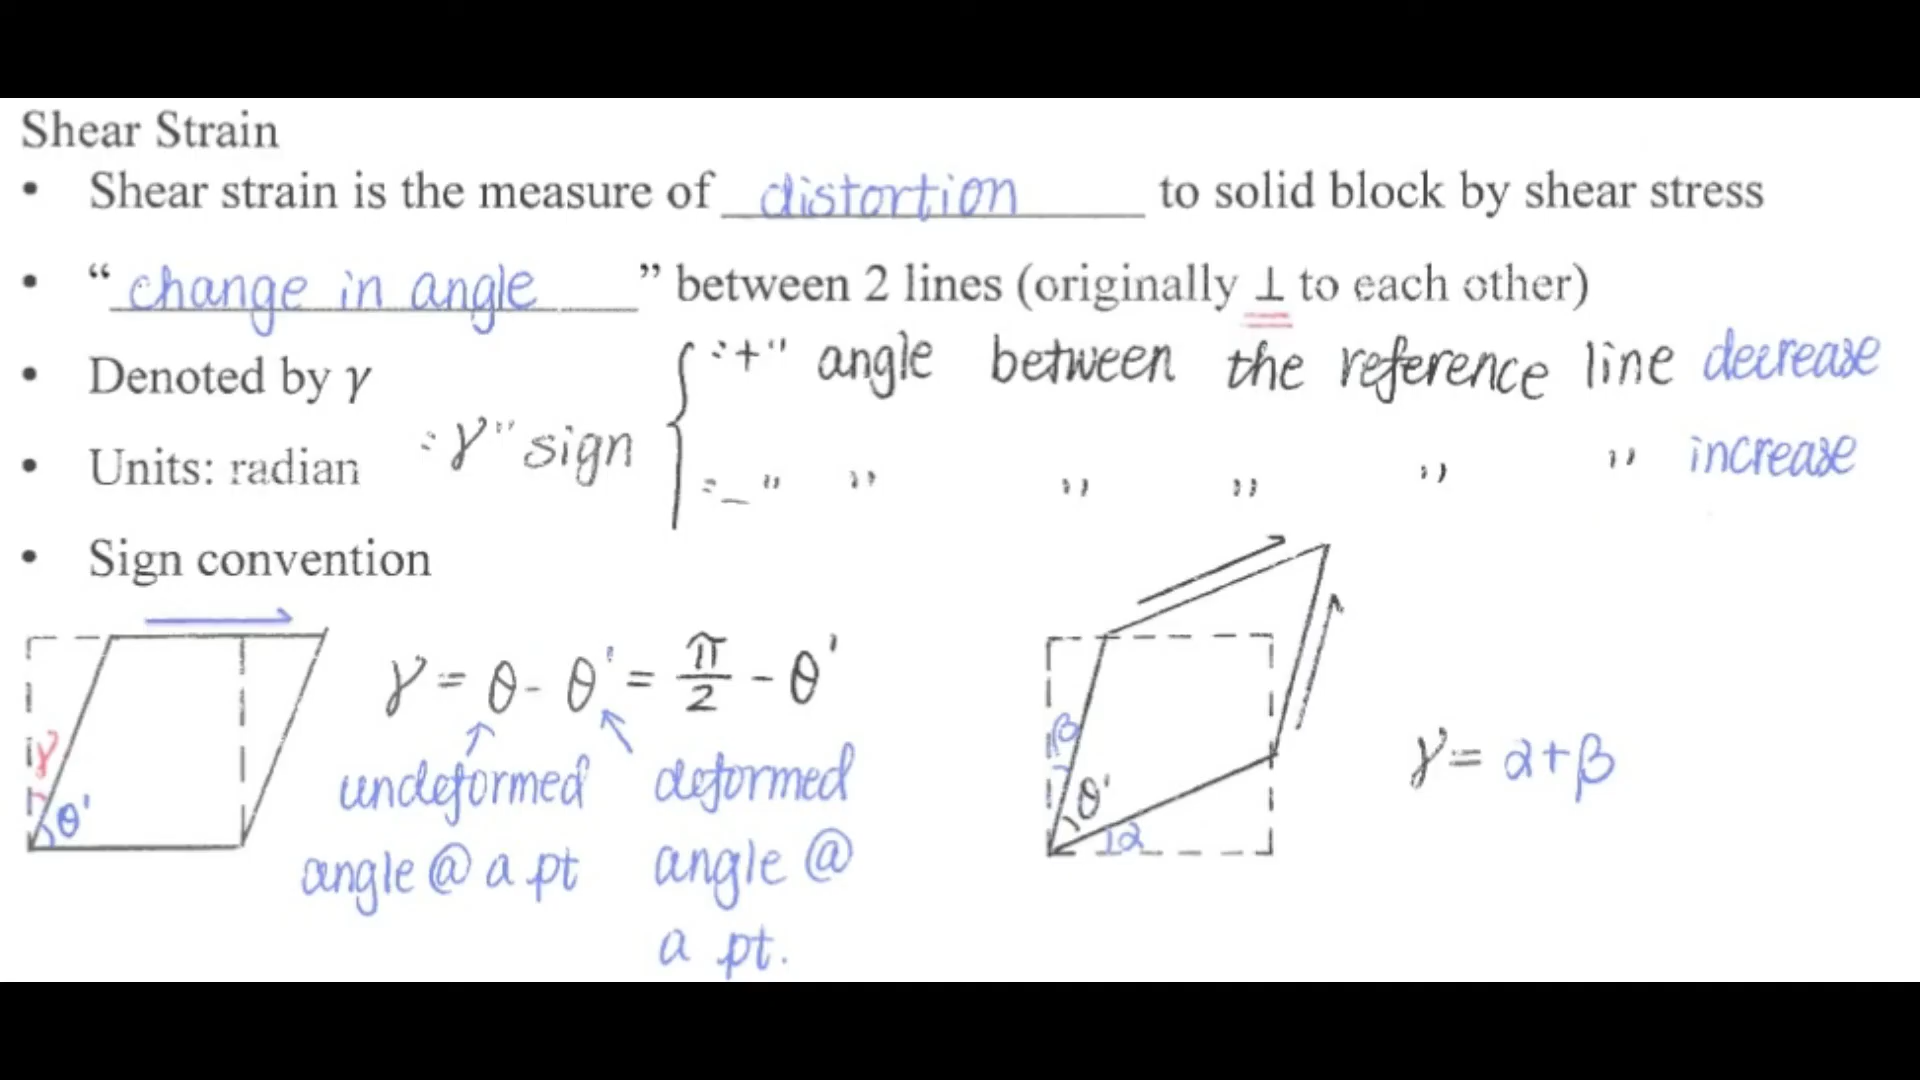 Shear Strain
• Shear strain is the measure of distortion to solid block by shear stress
• “change in angle” between 2 lines (originally ⊥ to each other)
• Denoted by γ
"γ" sign { "+" angle between the reference line decrease
"−" " " " " " increase
• Units: radian
• Sign convention
γ = θ - θ' = π/2 - θ'
undeformed angle @ a pt
deformed angle @ a pt.
γ
θ'
β
θ'
α
γ = α+β